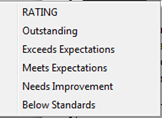 RATING
Outstanding
Exceeds Expectations
Meets Expectations
Needs Improvement
Below Standards